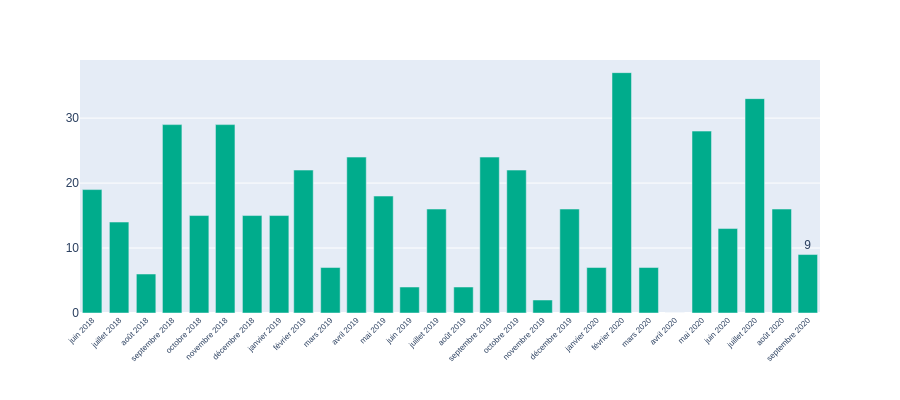 30
20
10
0
9
juin 2018
juillet 2018
août 2018
septembre 2018
octobre 2018
novembre 2018
décembre 2018
janvier 2019
février 2019
mars 2019
avril 2019
mai 2019
juin 2019
juillet 2019
août 2019
septembre 2019
octobre 2019
novembre 2019
décembre 2019
janvier 2020
février 2020
mars 2020
avril 2020
mai 2020
juin 2020
juillet 2020
août 2020
septembre 2020